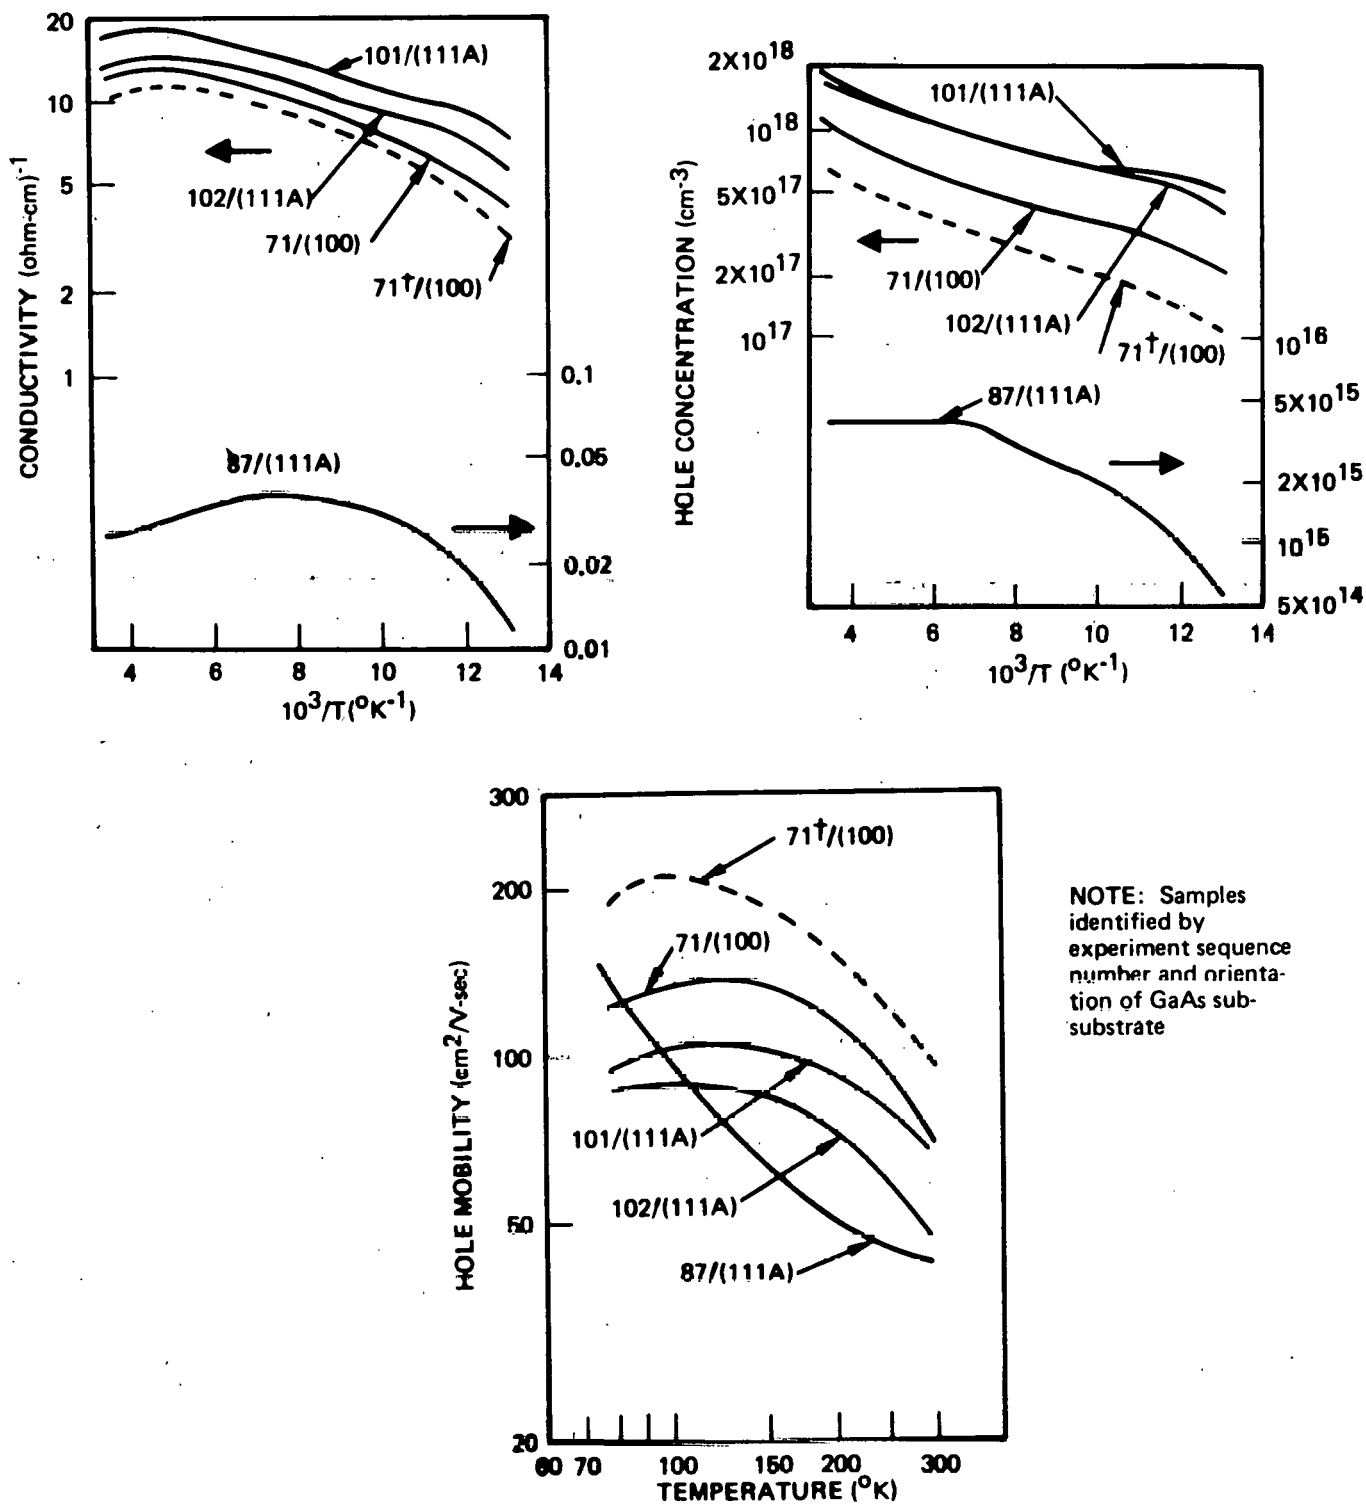 20
10
5
2
1
CONDUCTIVITY (ohm-cm)-1
101/(111A)
102/(111A)
71/(100)
71†/(100)
87/(111A)
0.1
0.05
0.02
0.01
4 6 8 10 12 14
10³/T(°K-1)
2X10¹⁸
10¹⁸
5X10¹⁷
2X10¹⁷
10¹⁷
HOLE CONCENTRATION (cm-3)
101/(111A)
71/(100)
102/(111A)
71†/(100)
87/(111A)
10¹⁶
5X10¹⁵
2X10¹⁵
10¹⁵
5X10¹⁴
4 6 8 10 12 14
10³/T (°K-1)
300
200
100
50
20
HOLE MOBILITY (cm²/V-sec)
71†/(100)
71/(100)
101/(111A)
102/(111A)
87/(111A)
60 70 100 150 200 300
TEMPERATURE (°K)
NOTE: Samples
identified by
experiment sequence
number and orienta-
tion of GaAs sub-
substrate